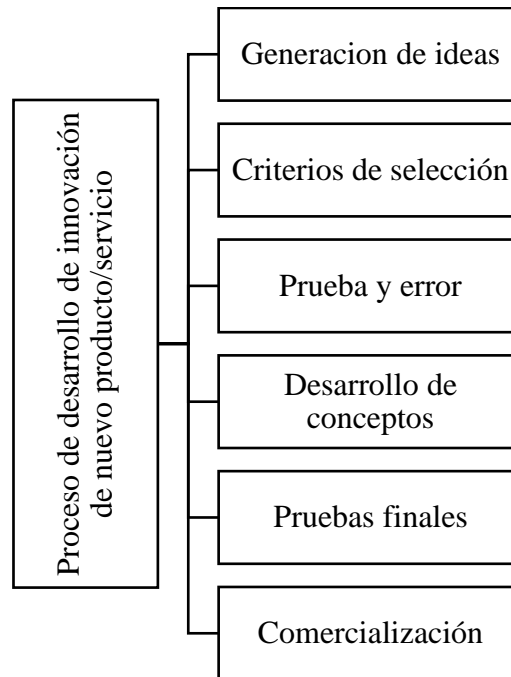 Proceso de desarrollo de innovación
de nuevo producto/servicio
Generacion de ideas
Criterios de selección
Prueba y error
Desarrollo de
conceptos
Pruebas finales
Comercialización